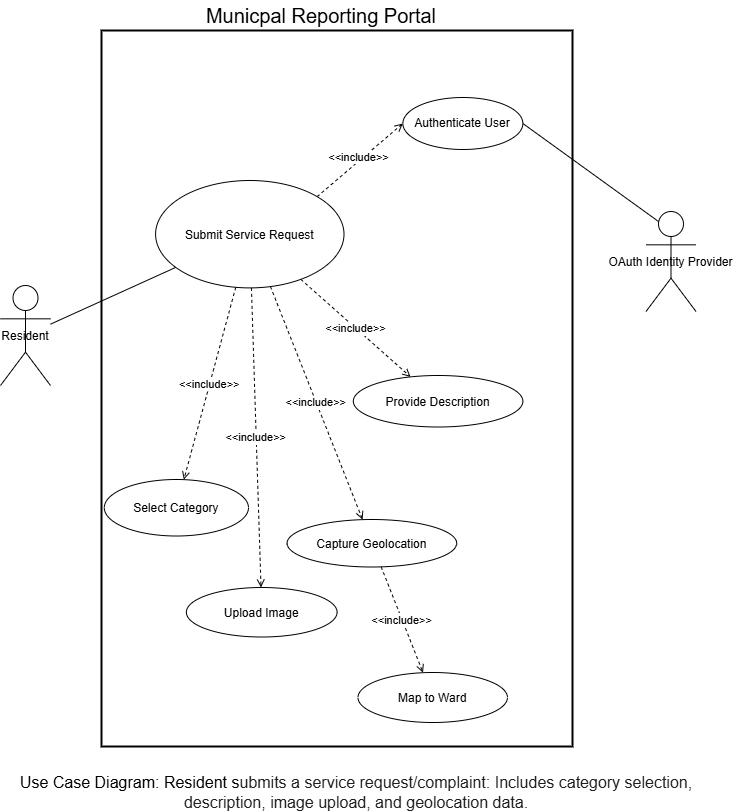 Municpal Reporting Portal
Authenticate User
<<include>>
Submit Service Request
OAuth Identity Provider
Resident
<<include>>
<<include>>
Provide Description
<<include>>
<<include>>
Select Category
Capture Geolocation
Upload Image
<<include>>
Map to Ward
Use Case Diagram: Resident submits a service request/complaint: Includes category selection,
description, image upload, and geolocation data.